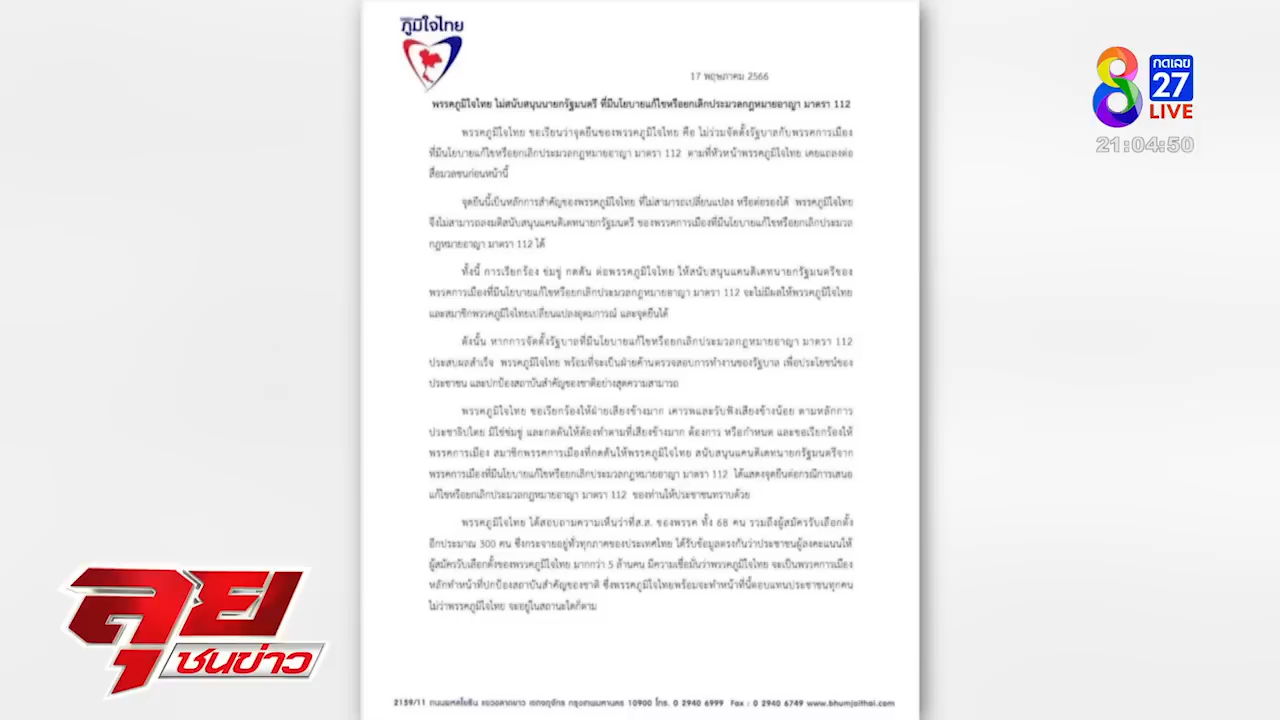 พรรค
ภูมิใจไทย
17 พฤษภาคม 2566
พรรคภูมิใจไทย ไม่สนับสนุนนายกรัฐมนตรี ที่มีนโยบายแก้ไขหรือยกเลิกประมวลกฎหมายอาญา มาตรา 112
พรรคภูมิใจไทย ขอเรียนว่าจุดยืนของพรรคภูมิใจไทย คือ ไม่ร่วมจัดตั้งรัฐบาลกับพรรคการเมือง
ที่มีนโยบายแก้ไขหรือยกเลิกประมวลกฎหมายอาญา มาตรา 112 ตามที่หัวหน้าพรรคภูมิใจไทย เคยแถลงต่อ
สื่อมวลชนก่อนหน้านี้
จุดยืนนี้เป็นหลักการสำคัญของพรรคภูมิใจไทย ที่ไม่สามารถเปลี่ยนแปลง หรือต่อรองได้ พรรคภูมิใจไทย
จึงไม่สามารถลงมติสนับสนุนแคนดิเดทนายกรัฐมนตรี ของพรรคการเมืองที่มีนโยบายแก้ไขหรือยกเลิกประมวล
กฎหมายอาญา มาตรา 112 ได้
ทั้งนี้ การเรียกร้อง ข่มขู่ กดดัน ต่อพรรคภูมิใจไทย ให้สนับสนุนแคนดิเดทนายกรัฐมนตรีของ
พรรคการเมืองที่มีนโยบายแก้ไขหรือยกเลิกประมวลกฎหมายอาญา มาตรา 112 จะไม่มีผลให้พรรคภูมิใจไทย
และสมาชิกพรรคภูมิใจไทยเปลี่ยนแปลงอุดมการณ์ และจุดยืนได้
ดังนั้น หากการจัดตั้งรัฐบาลที่มีนโยบายแก้ไขหรือยกเลิกประมวลกฎหมายอาญา มาตรา 112
ประสบผลสำเร็จ พรรคภูมิใจไทย พร้อมที่จะเป็นฝ่ายค้านตรวจสอบการทำงานของรัฐบาล เพื่อประโยชน์ของ
ประชาชน และปกป้องสถาบันสำคัญของชาติอย่างสุดความสามารถ
พรรคภูมิใจไทย ขอเรียกร้องให้ฝ่ายเสียงข้างมาก เคารพและรับฟังเสียงข้างน้อย ตามหลักการ
ประชาธิปไตย มิใช่ข่มขู่ และกดดันให้ต้องทำตามที่เสียงข้างมาก ต้องการ หรือกำหนด และขอเรียกร้องให้
พรรคการเมือง สมาชิกพรรคการเมืองที่กดดันให้พรรคภูมิใจไทย สนับสนุนแคนดิเดทนายกรัฐมนตรีจาก
พรรคการเมืองที่มีนโยบายแก้ไขหรือยกเลิกประมวลกฎหมายอาญา มาตรา 112 ได้แสดงจุดยืนต่อกรณีการเสนอ
แก้ไขหรือยกเลิกประมวลกฎหมายอาญา มาตรา 112 ของท่านให้ประชาชนทราบด้วย
พรรคภูมิใจไทย ได้สอบถามความเห็นว่าที่ส.ส. ของพรรค ทั้ง 68 คน รวมถึงผู้สมัครรับเลือกตั้ง
อีกประมาณ 300 คน ซึ่งกระจายอยู่ทั่วทุกภาคของประเทศไทย ได้รับข้อมูลตรงกันว่าประชาชนผู้ลงคะแนนให้
ผู้สมัครรับเลือกตั้งของพรรคภูมิใจไทย มากกว่า 5 ล้านคน มีความเชื่อมั่นว่าพรรคภูมิใจไทย จะเป็นพรรคการเมือง
หลักทำหน้าที่ปกป้องสถาบันสำคัญของชาติ ซึ่งพรรคภูมิใจไทยพร้อมจะทำหน้าที่นี้ตอบแทนประชาชนทุกคน
ไม่ว่าพรรคภูมิใจไทย จะอยู่ในสถานะใดก็ตาม
2159/11 ถนนพหลโยธิน แขวงลาดยาว เขตจตุจักร กรุงเทพมหานคร 10900 โทร. 0 2940 6999 Fax : 0 2940 6749 www.bhumjaithai.com
8
กดเลข
27
LIVE
21:04:50
ลุย
ชนข่าว